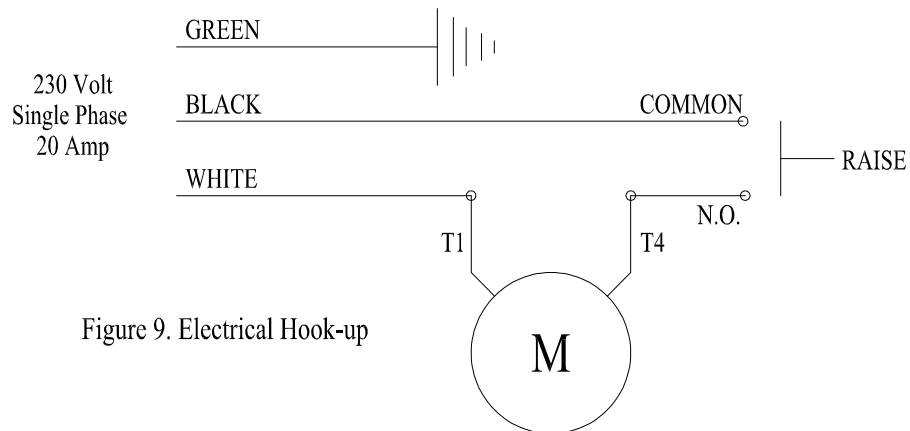 GREEN
230 Volt
Single Phase
20 Amp
BLACK
COMMON
RAISE
WHITE
N.O.
T1
T4
M
Figure 9. Electrical Hook-up